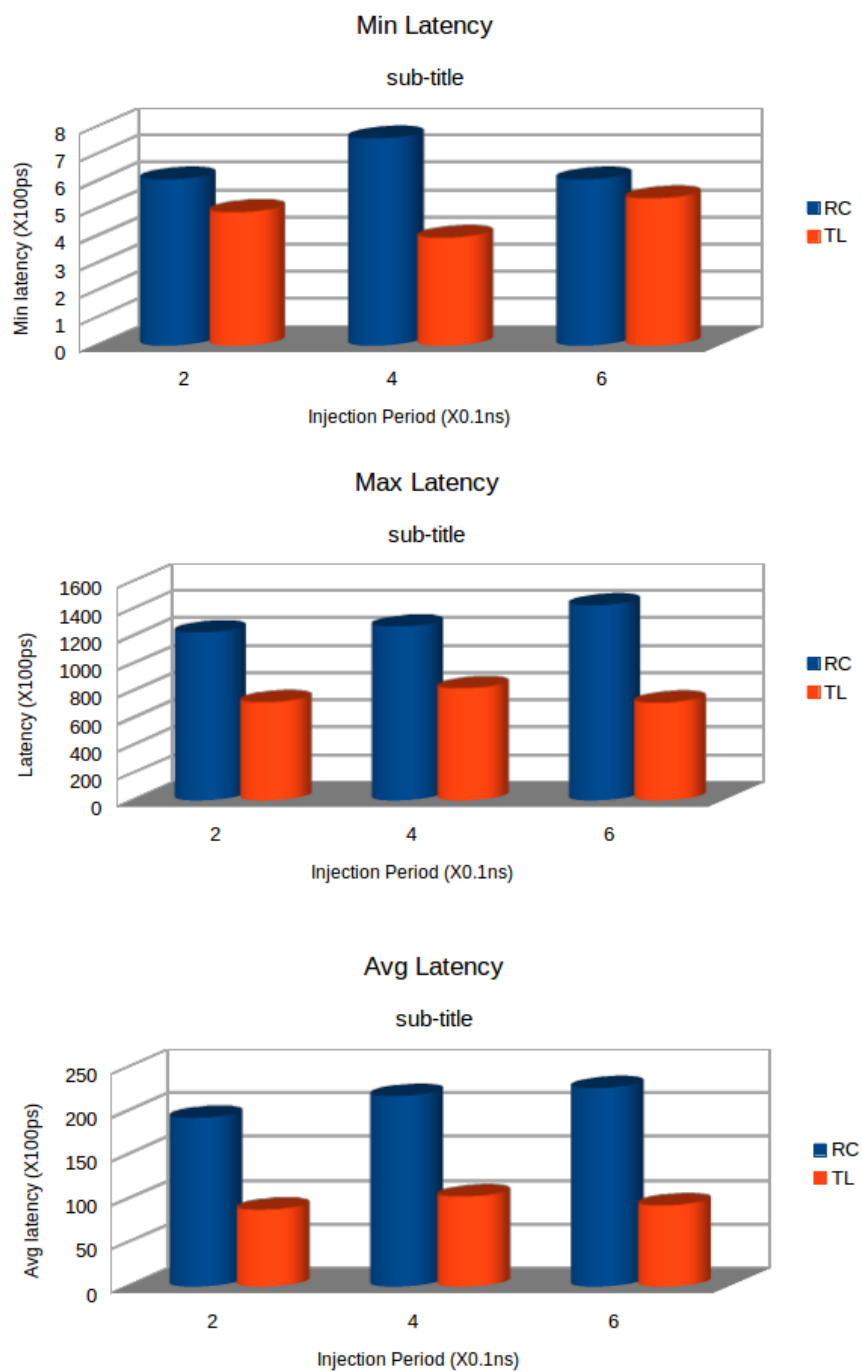 Min Latency
sub-title
Min latency (X100ps)
8
7
6
5
4
3
2
1
0
2 4 6
Injection Period (X0.1ns)
RC
TL
Max Latency
sub-title
Latency (X100ps)
1600
1400
1200
1000
800
600
400
200
0
2 4 6
Injection Period (X0.1ns)
RC
TL
Avg Latency
sub-title
Avg latency (X100ps)
250
200
150
100
50
0
2 4 6
Injection Period (X0.1ns)
RC
TL